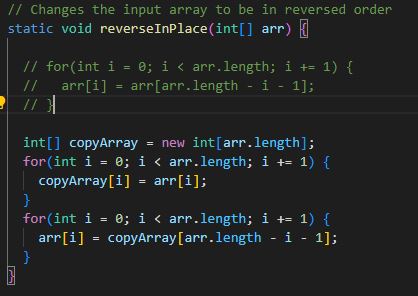 // Changes the input array to be in reversed order
static void reverseInPlace(int[] arr) {
// for(int i = 0; i < arr.length; i += 1) {
//   arr[i] = arr[arr.length - i - 1];
// }
int[] copyArray = new int[arr.length];
for(int i = 0; i < arr.length; i += 1) {
copyArray[i] = arr[i];
}
for(int i = 0; i < arr.length; i += 1) {
arr[i] = copyArray[arr.length - i - 1];
}
}